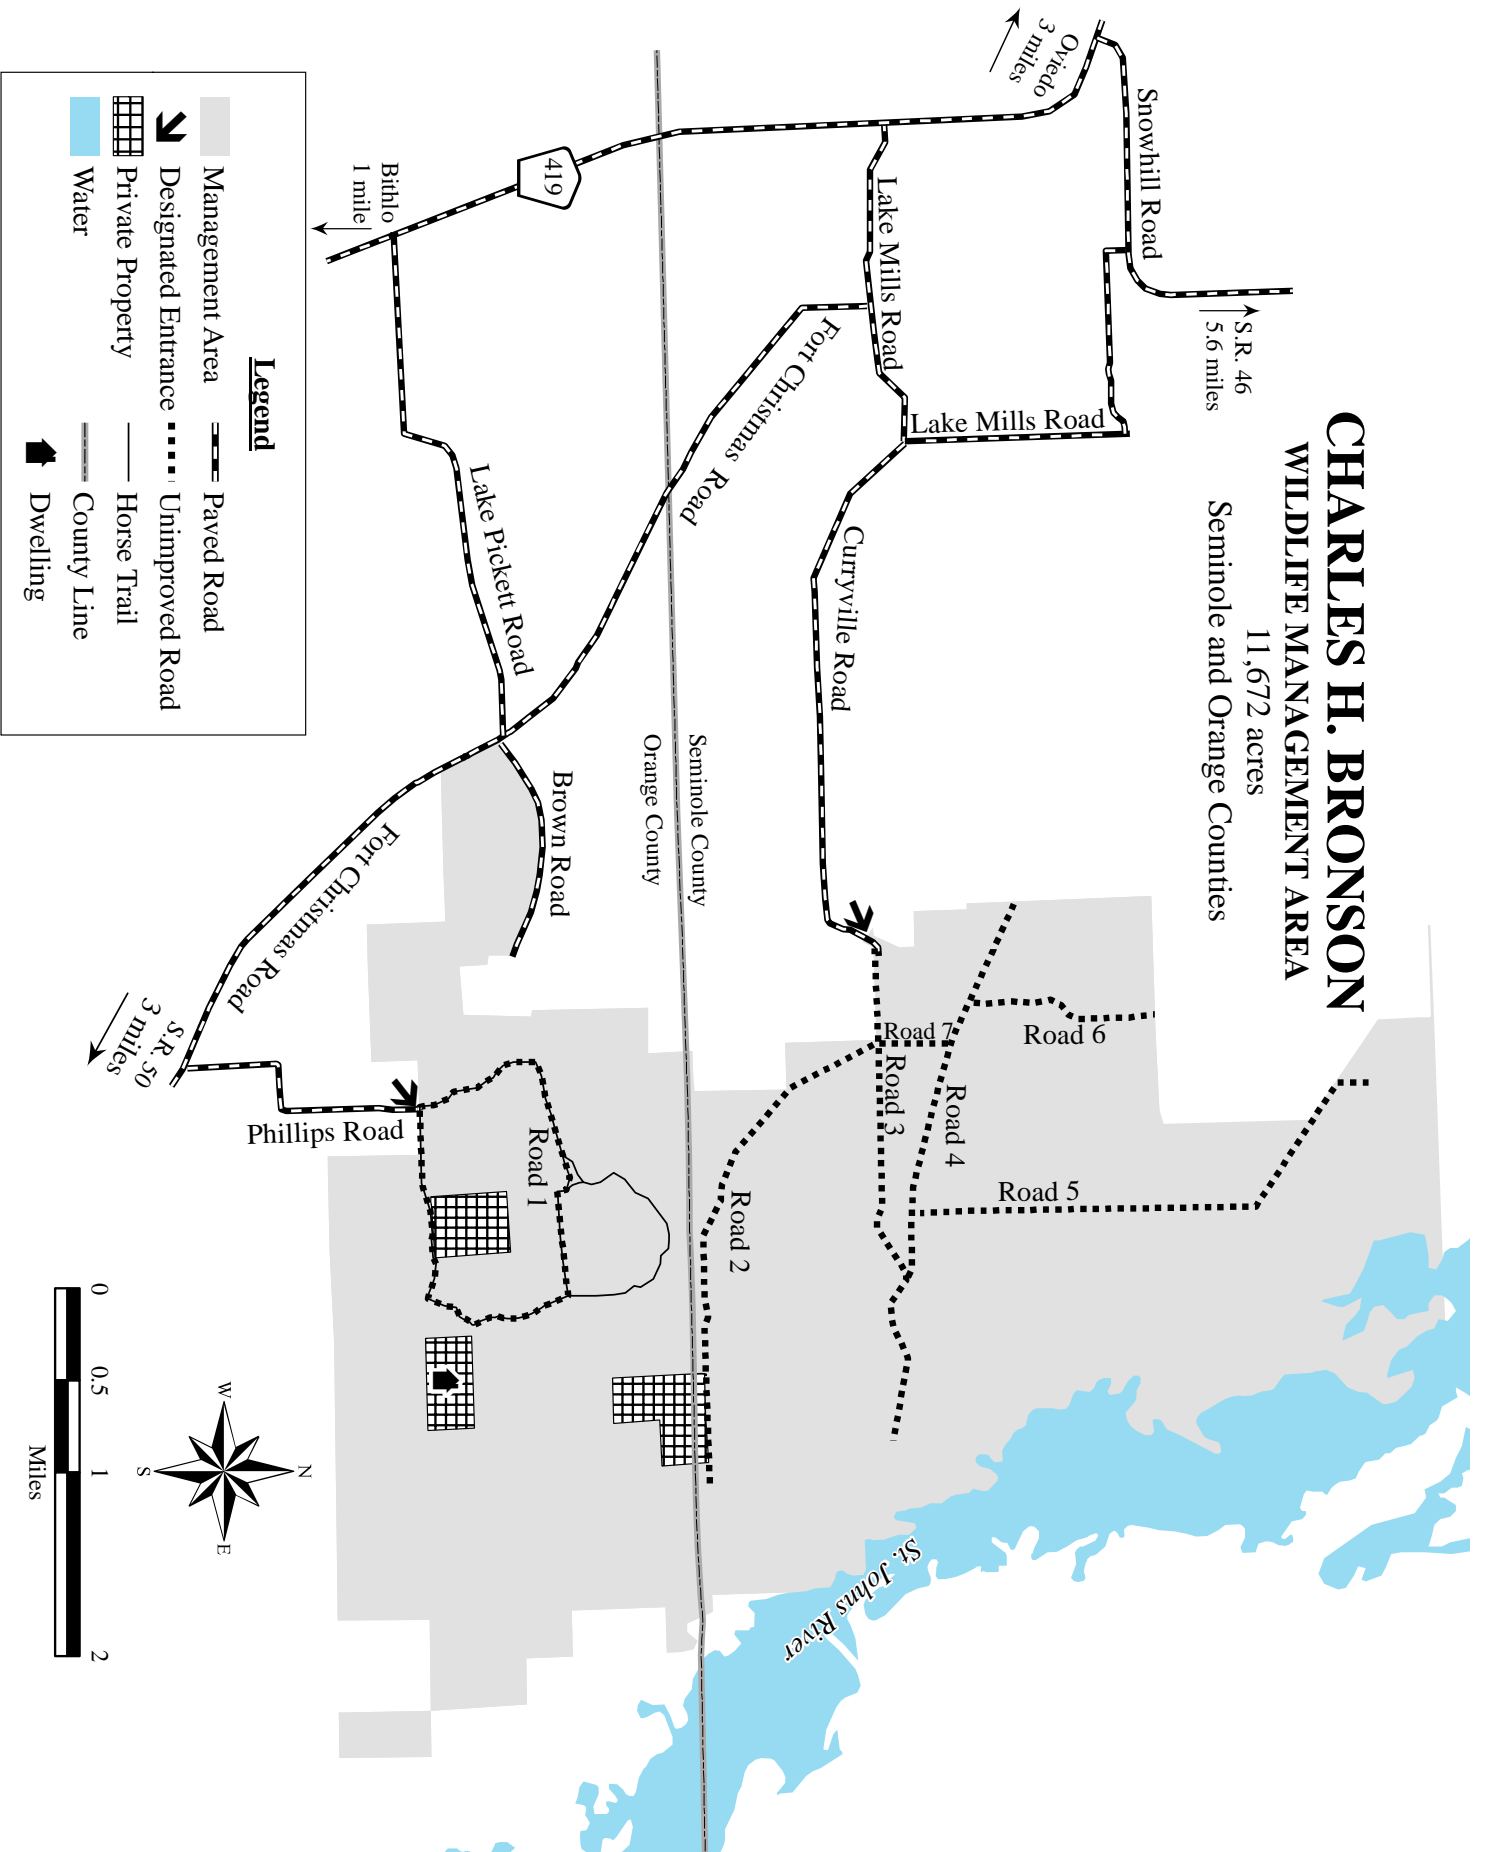 CHARLES H. BRONSON
WILDLIFE MANAGEMENT AREA
11,672 acres
Seminole and Orange Counties
S.R. 46
5.6 miles
Snowhill Road
Oviedo
3 miles
Lake Mills Road
Lake Mills Road
Fort Christmas Road
Curryville Road
419
Bithlo
1 mile
Lake Pickett Road
Seminole County
Orange County
Brown Road
Fort Christmas Road
S.R. 50
3 miles
Phillips Road
Road 1
Road 2
Road 3
Road 4
Road 5
Road 6
Road 7
St. Johns River
Legend
Management Area
Designated Entrance
Private Property
Water
Paved Road
Unimproved Road
Horse Trail
County Line
Dwelling
N
W
E
S
0 0.5 1 2
Miles